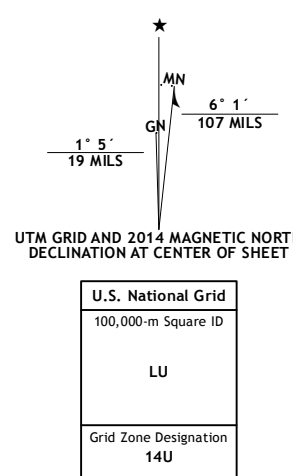 ★
MN
GN
6° 1´
107 MILS
1° 5´
19 MILS
UTM GRID AND 2014 MAGNETIC NORT
DECLINATION AT CENTER OF SHEET
U.S. National Grid
100,000-m Square ID
LU
Grid Zone Designation
14U